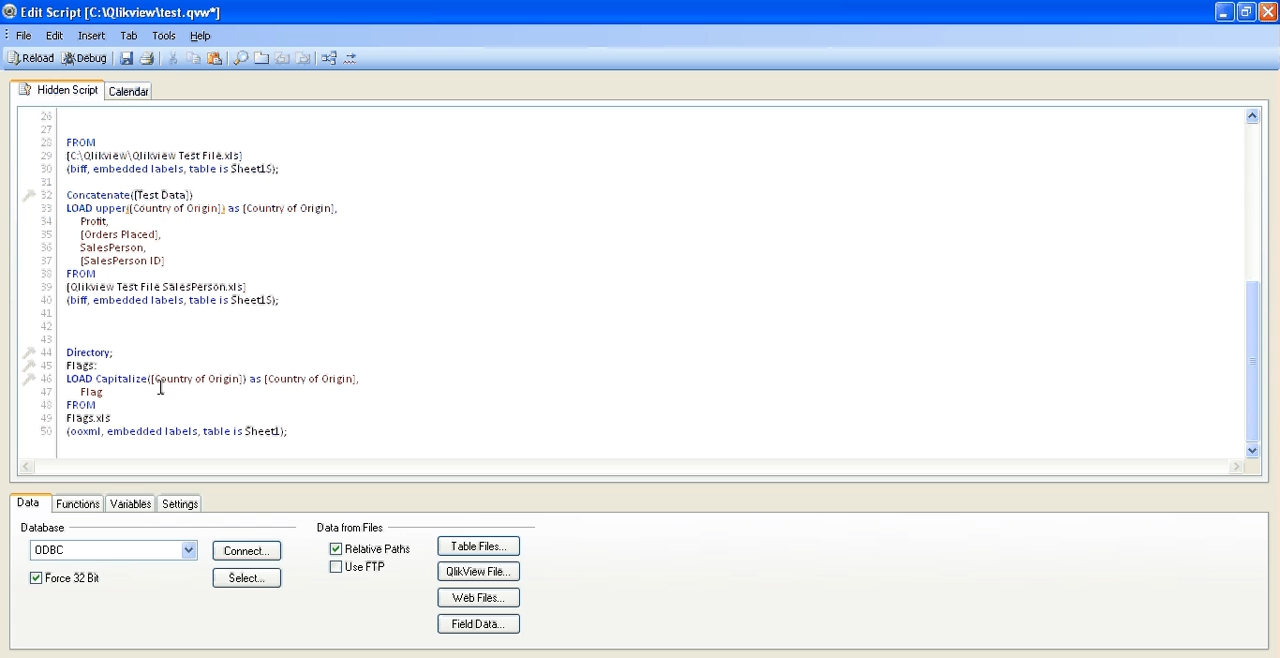 Edit Script [C:\Qlikview\test.qvw*]
File Edit Insert Tab Tools Help
Reload Debug
Hidden Script Calendar
26
27
28 FROM
29 [C:\Qlikview\Qlikview Test File.xls]
30 (biff, embedded labels, table is Sheet1$);
31
32 Concatenate([Test Data])
33 LOAD upper([Country of Origin]) as [Country of Origin],
34 Profit,
35 [Orders Placed],
36 SalesPerson,
37 [SalesPerson ID]
38 FROM
39 [Qlikview Test File SalesPerson.xls]
40 (biff, embedded labels, table is Sheet1$);
41
42
43
44 Directory;
45 Flags:
46 LOAD Capitalize([Country of Origin]) as [Country of Origin],
47 Flag
48 FROM
49 Flags.xls
50 (ooxml, embedded labels, table is Sheet1);
Data Functions Variables Settings
Database Data from Files
ODBC Connect... Relative Paths Table Files...
Force 32 Bit Select... Use FTP QlikView File...
Web Files...
Field Data...